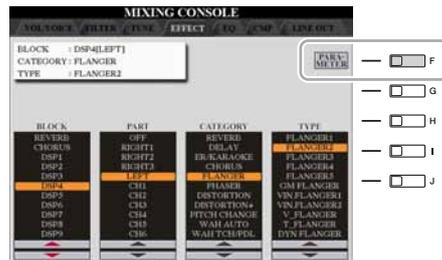 MIXING CONSOLE
VOL/VOICE FILTER TUNE EFFECT EQ CMP LINE OUT
BLOCK : DSP4[LEFT]
CATEGORY : FLANGER
TYPE : FLANGER2
PARA-
METER
F
G
H
I
J
BLOCK PART CATEGORY TYPE
REVERB OFF REVERB FLANGER1
CHORUS RIGHT1 DELAY FLANGER2
DSP1 RIGHT2 ER/KARAOKE FLANGER3
DSP2 RIGHT3 CHORUS FLANGER4
DSP3 LEFT FLANGER FLANGER5
DSP4 CH1 PHASER GM FLANGER
DSP5 CH2 DISTORTION VIN FLANGER1
DSP6 CH3 DISTORTION+ VIN FLANGER2
DSP7 CH4 PITCH CHANGE V_FLANGER
DSP8 CH5 WAH AUTO T_FLANGER
DSP9 CH6 WAH TCH/PDL DYN FLANGER